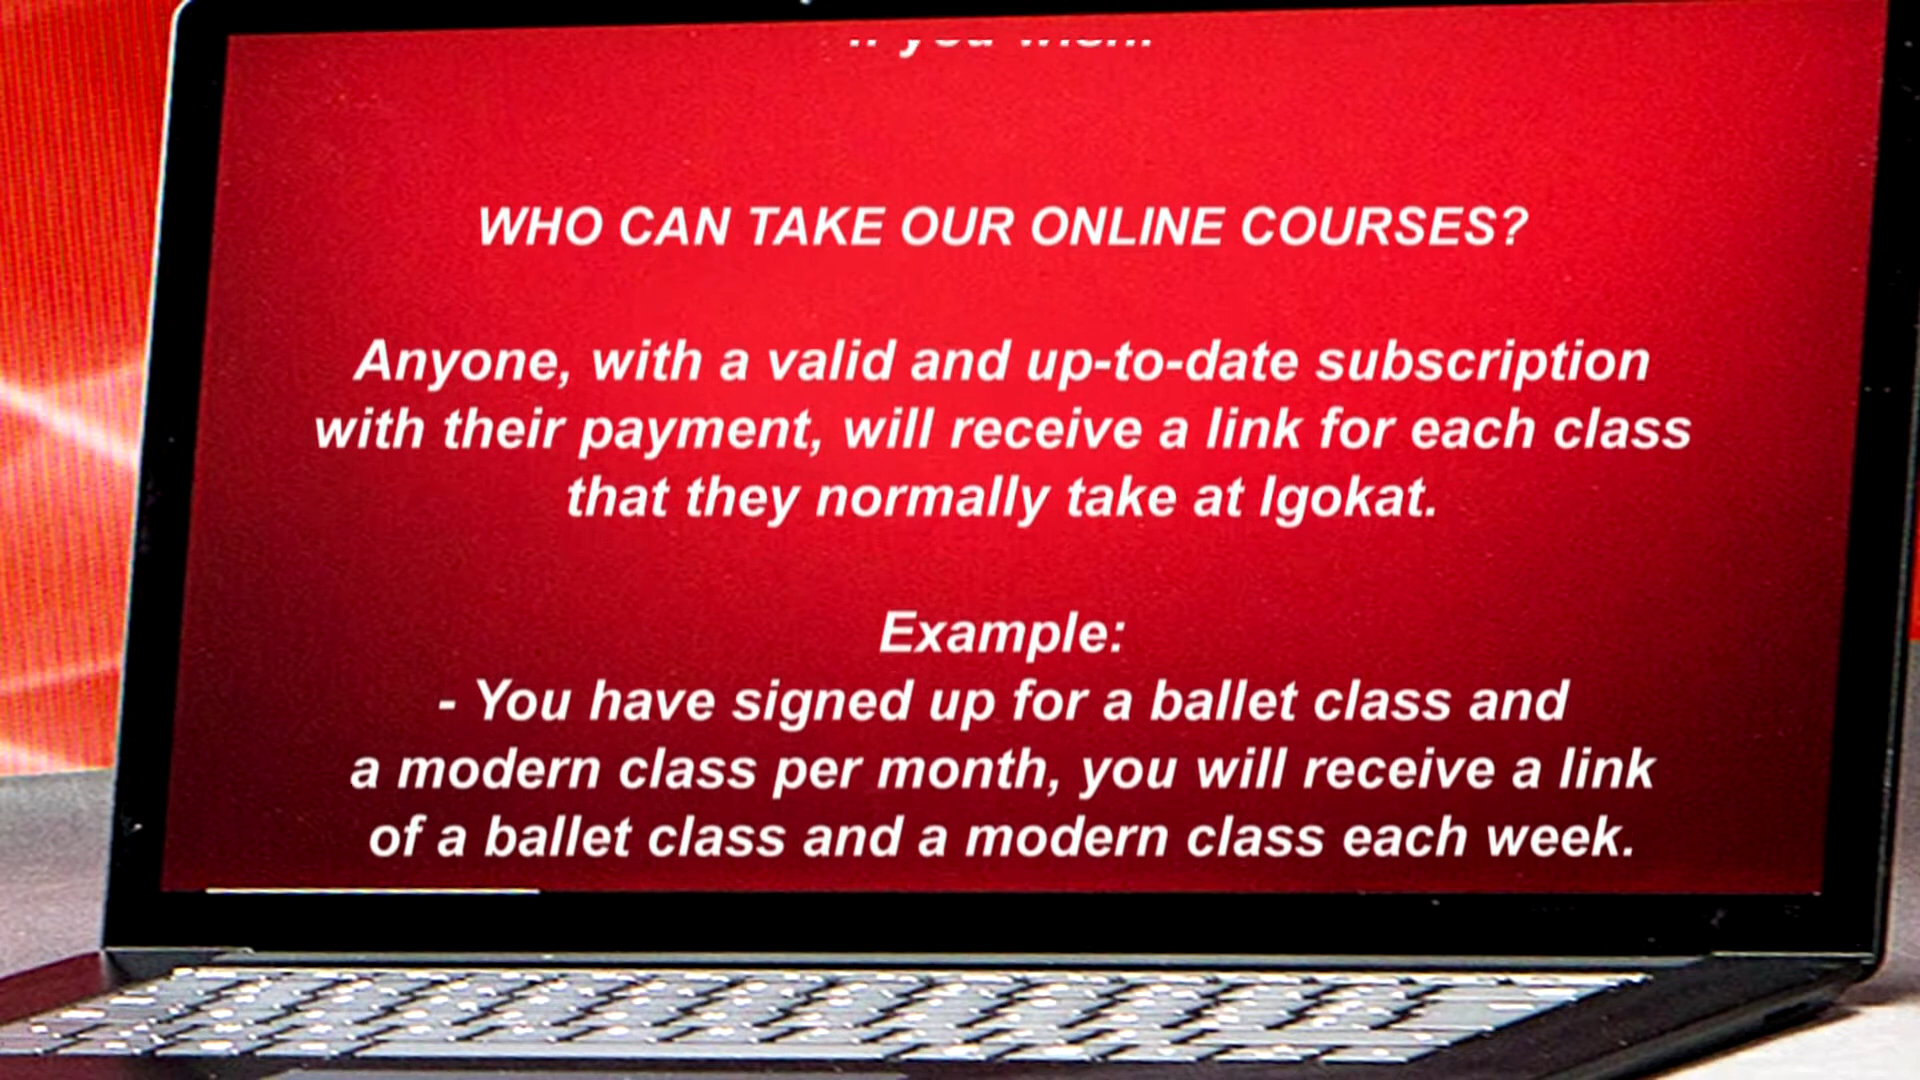 WHO CAN TAKE OUR ONLINE COURSES?
Anyone, with a valid and up-to-date subscription
with their payment, will receive a link for each class
that they normally take at Igokat.
Example:
- You have signed up for a ballet class and
a modern class per month, you will receive a link
of a ballet class and a modern class each week.